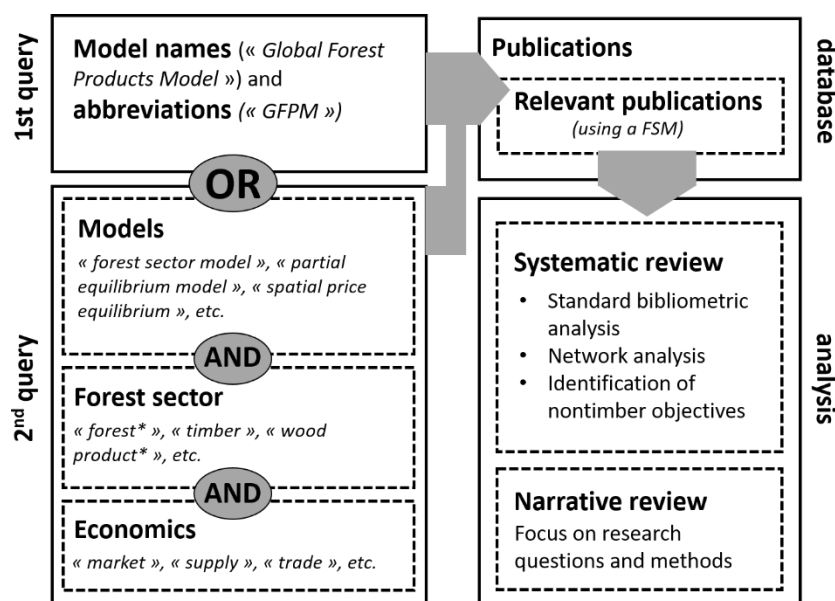 1st query
Model names (« Global Forest
Products Model ») and
abbreviations (« GFPM »)
OR
2nd query
Models
« forest sector model », « partial
equilibrium model », « spatial price
equilibrium », etc.
AND
Forest sector
« forest* », « timber », « wood
product* », etc.
AND
Economics
« market », « supply », « trade », etc.
database
Publications
Relevant publications
(using a FSM)
analysis
Systematic review
• Standard bibliometric
analysis
• Network analysis
• Identification of
nontimber objectives
Narrative review
Focus on research
questions and methods